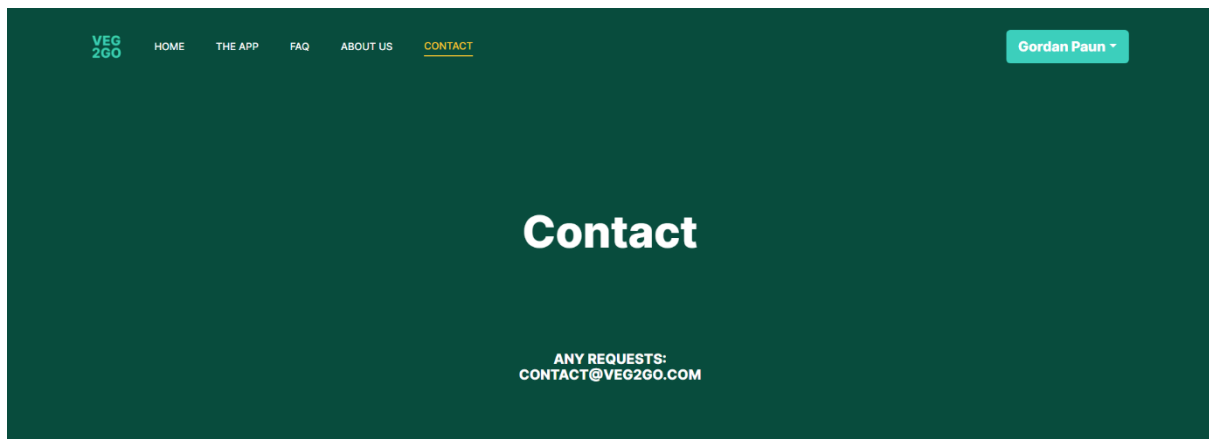 VEG
2GO
HOME THE APP FAQ ABOUT US CONTACT
Gordan Paun
Contact
ANY REQUESTS:
CONTACT@VEG2GO.COM